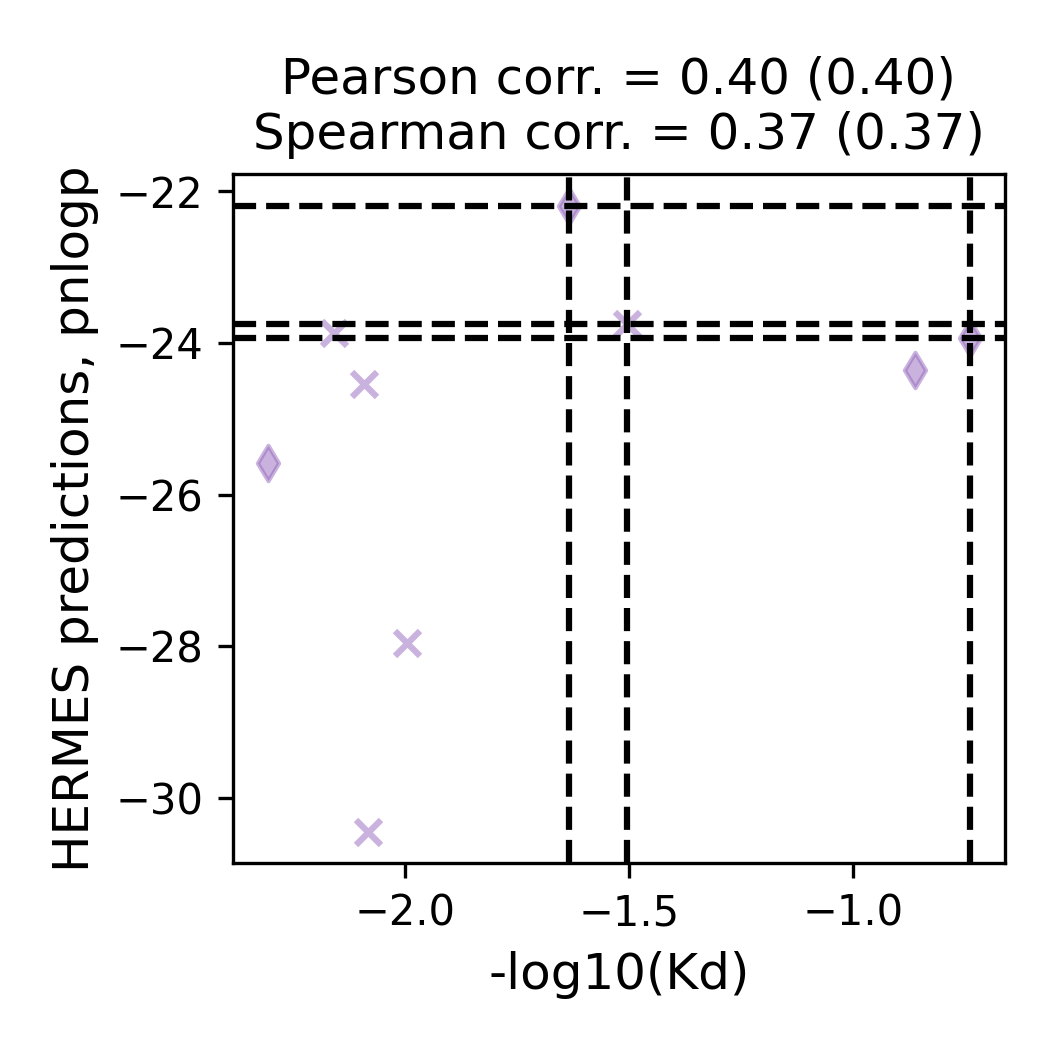 Pearson corr. = 0.40 (0.40)
Spearman corr. = 0.37 (0.37)
HERMES predictions, pnlogp
−22
−24
−26
−28
−30
−2.0
−1.5
−1.0
-log10(Kd)